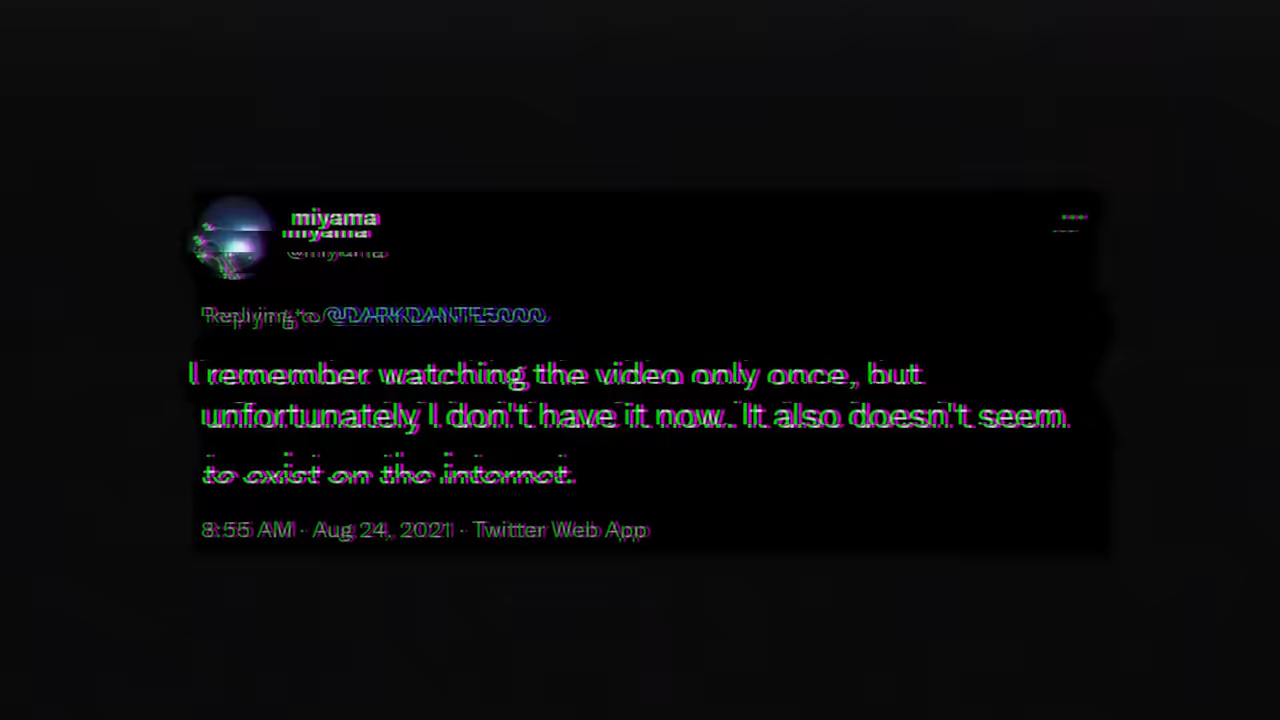 miyama
@miyama
Replying to @DARKDANTE5000
I remember watching the video only once, but
unfortunately I don't have it now. It also doesn't seem
to exist on the internet.
8:55 AM · Aug 24, 2021 · Twitter Web App